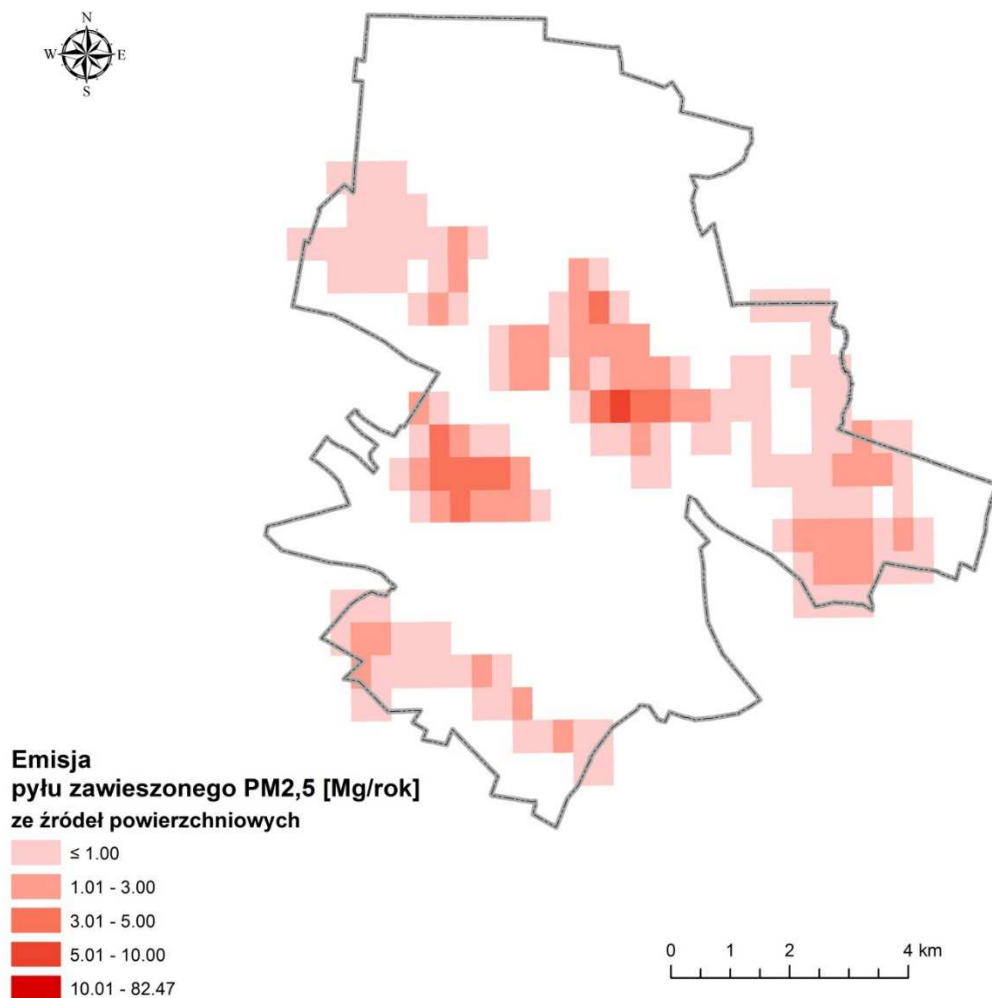 N
W E
S
Emisja
pyłu zawieszonego PM2,5 [Mg/rok]
ze źródeł powierzchniowych
≤ 1.00
1.01 - 3.00
3.01 - 5.00
5.01 - 10.00
10.01 - 82.47
0 1 2 4 km